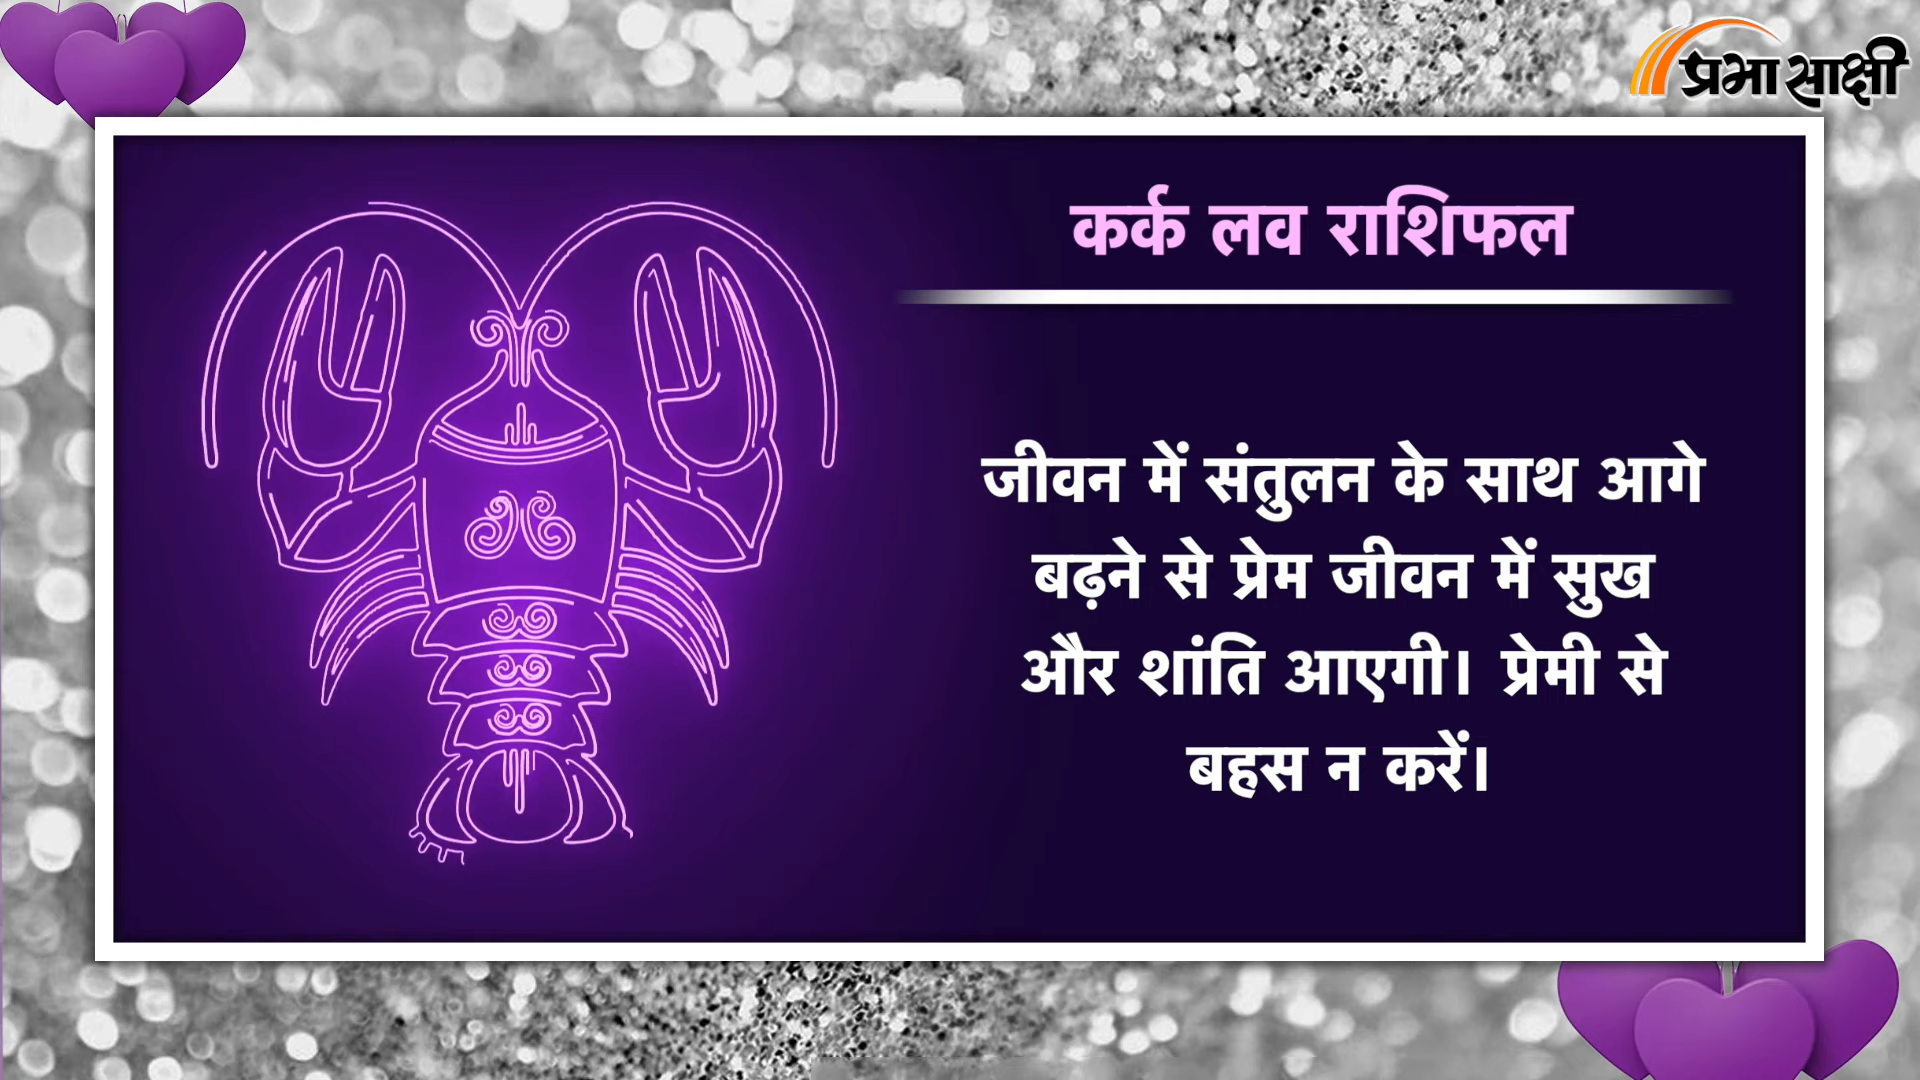 प्रभासाक्षी
कर्क लव राशिफल
जीवन में संतुलन के साथ आगे
बढ़ने से प्रेम जीवन में सुख
और शांति आएगी। प्रेमी से
बहस न करें।